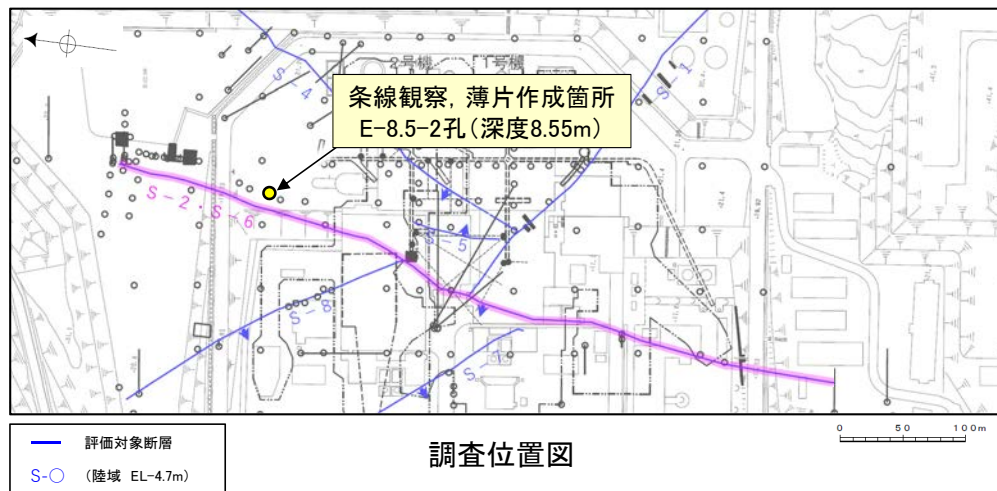 2号機
1号機
S-4
S-1
条線観察，薄片作成箇所
E-8.5-2孔（深度8.55m）
S-2・S-6
S-5
S-8
S-7
調査位置図
評価対象断層
S-○ （陸域 EL-4.7m）
0 50 100m